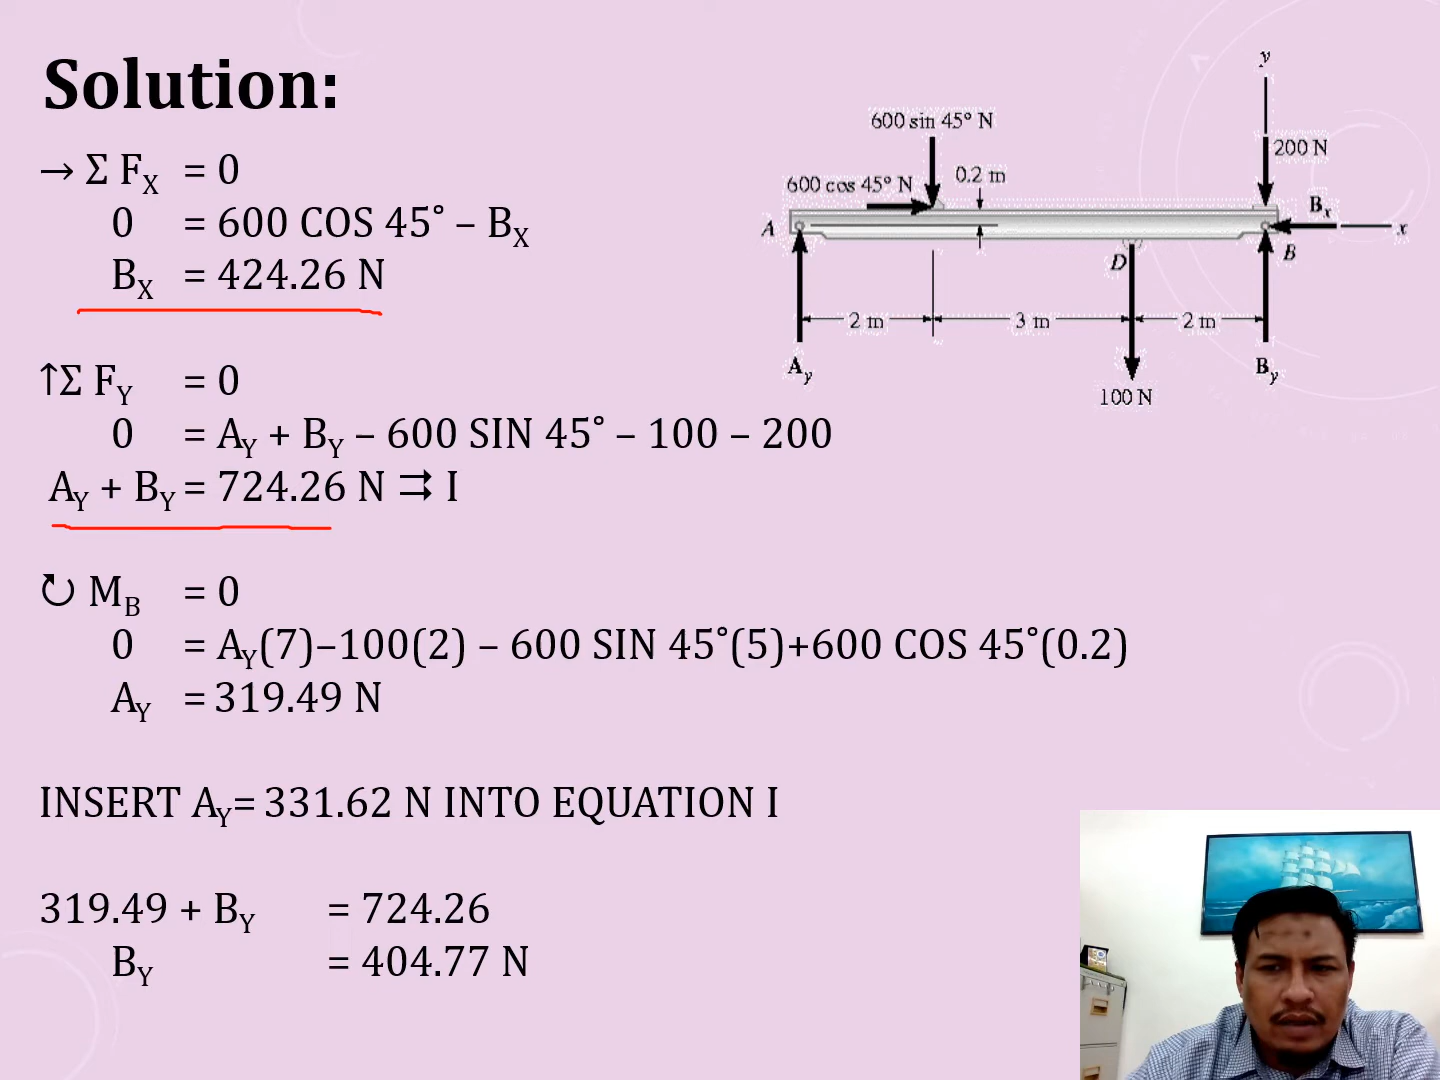 Solution:
→ Σ FX = 0
0 = 600 COS 45° – BX
BX = 424.26 N
↑Σ FY = 0
0 = AY + BY – 600 SIN 45° – 100 – 200
AY + BY = 724.26 N ⇉ I
↻ MB = 0
0 = AY(7)–100(2) – 600 SIN 45°(5)+600 COS 45°(0.2)
AY = 319.49 N
INSERT AY= 331.62 N INTO EQUATION I
319.49 + BY = 724.26
BY = 404.77 N
y
600 sin 45° N
200 N
600 cos 45° N
0.2 m
Bx
A
x
D
B
2 m
3 m
2 m
Ay
By
100 N